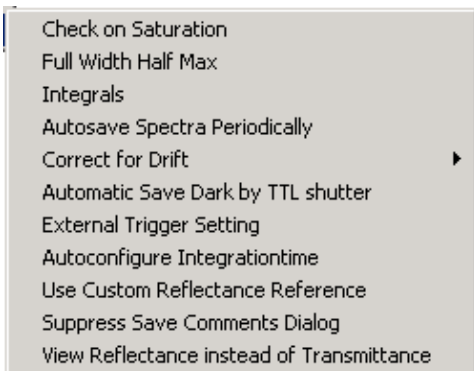 Check on Saturation
Full Width Half Max
Integrals
Autosave Spectra Periodically
Correct for Drift
Automatic Save Dark by TTL shutter
External Trigger Setting
Autoconfigure Integrationtime
Use Custom Reflectance Reference
Suppress Save Comments Dialog
View Reflectance instead of Transmittance